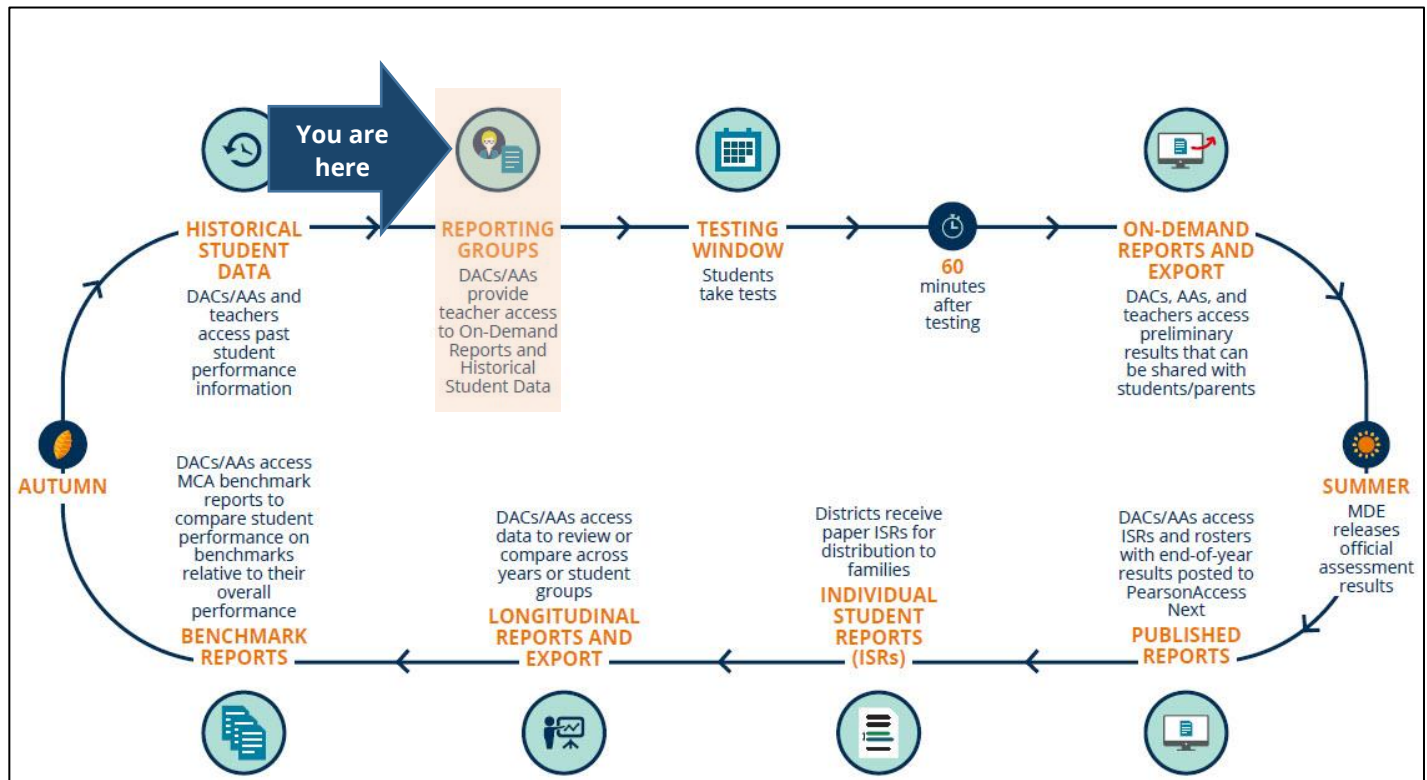 You are
here
HISTORICAL
STUDENT
DATA
DACs/AAs and
teachers
access past
student
performance
information
REPORTING
GROUPS
DACs/AAs
provide
teacher access
to On-Demand
Reports and
Historical
Student Data
TESTING
WINDOW
Students
take tests
60
minutes
after
testing
ON-DEMAND
REPORTS AND
EXPORT
DACs, AAs, and
teachers access
preliminary
results that can
be shared with
students/parents
SUMMER
MDE
releases
official
assessment
results
DACs/AAs access
ISRs and rosters
with end-of-year
results posted to
PearsonAccess
Next
PUBLISHED
REPORTS
Districts receive
paper ISRs for
distribution to
families
INDIVIDUAL
STUDENT
REPORTS
(ISRs)
DACs/AAs access
data to review or
compare across
years or student
groups
LONGITUDINAL
REPORTS AND
EXPORT
DACs/AAs access
MCA benchmark
reports to
compare student
performance on
benchmarks
relative to their
overall
performance
BENCHMARK
REPORTS
AUTUMN